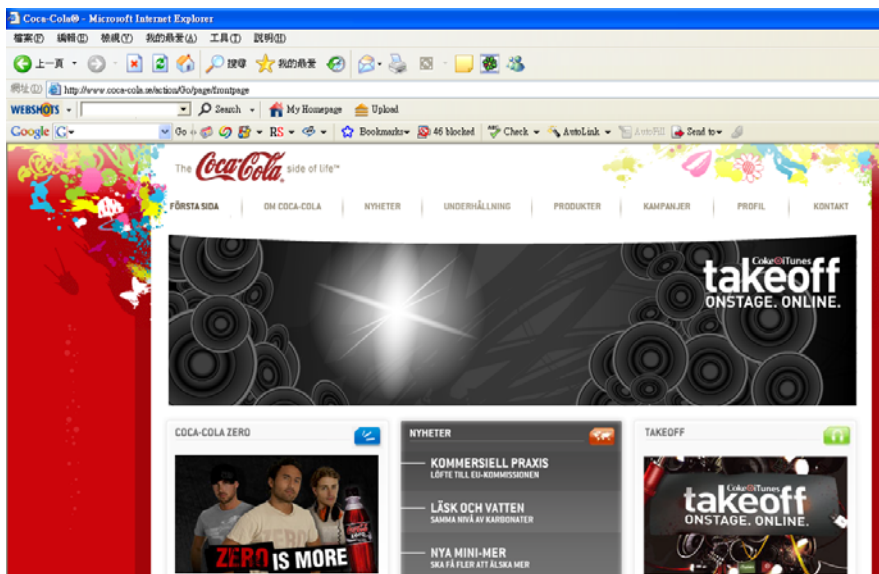 Coca-Cola® - Microsoft Internet Explorer
檔案(F) 編輯(E) 檢視(V) 我的最愛(A) 工具(T) 說明(H)
上一頁 搜尋 我的最愛
網址(D) http://www.coca-cola.se/action/Go/page/frontpage
WEBSHOTS Search My Homepage Upload
Google G Go RS Bookmarks 46 blocked Check AutoLink AutoFill Send to
The Coca-Cola side of life™
FÖRSTA SIDA OM COCA-COLA NYHETER UNDERHÅLLNING PRODUKTER KAMPANJER PROFIL KONTAKT
Coke iTunes
takeoff
ONSTAGE. ONLINE.
COCA-COLA ZERO
ZERO IS MORE
NYHETER
KOMMERSIELL PRAXIS
LÖFTE TILL EU-KOMMISSIONEN
LÄSK OCH VATTEN
SAMMA NIVÅ AV KARBONATER
NYA MINI-MER
SKA FÅ FLER ATT ÄLSKA MER
TAKEOFF
Coke iTunes
takeoff
ONSTAGE. ONLINE.